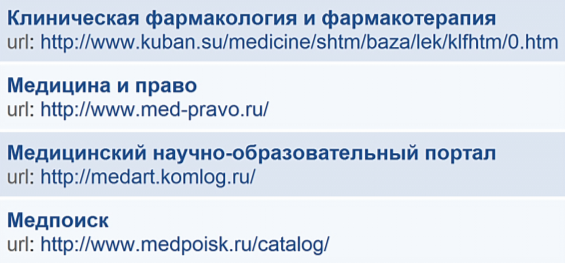 Клиническая фармакология и фармакотерапия
url: http://www.kuban.su/medicine/shtm/baza/lek/klfhtm/0.htm
Медицина и право
url: http://www.med-pravo.ru/
Медицинский научно-образовательный портал
url: http://medart.komlog.ru/
Медпоиск
url: http://www.medpoisk.ru/catalog/